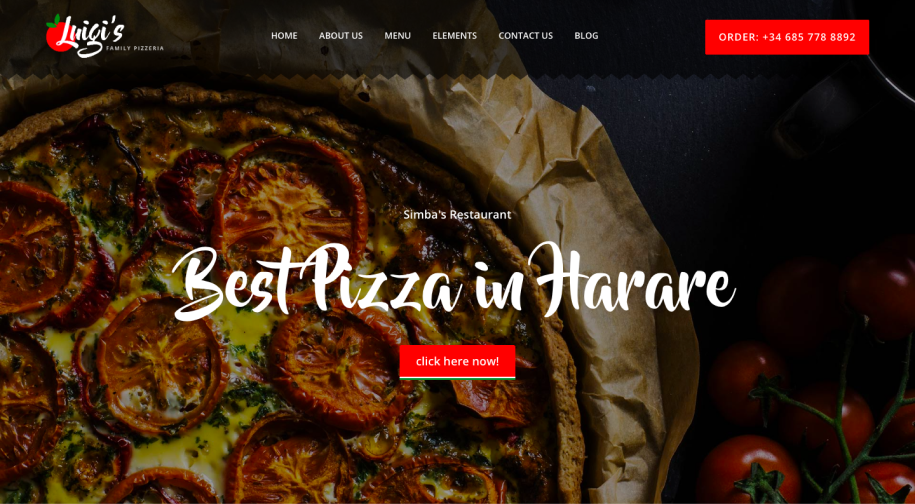 Luigi's
FAMILY PIZZERIA
HOME
ABOUT US
MENU
ELEMENTS
CONTACT US
BLOG
ORDER: +34 685 778 8892
Simba's Restaurant
Best Pizza in Harare
click here now!